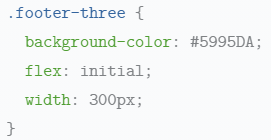 .footer-three {
  background-color: #5995DA;
  flex: initial;
  width: 300px;
}